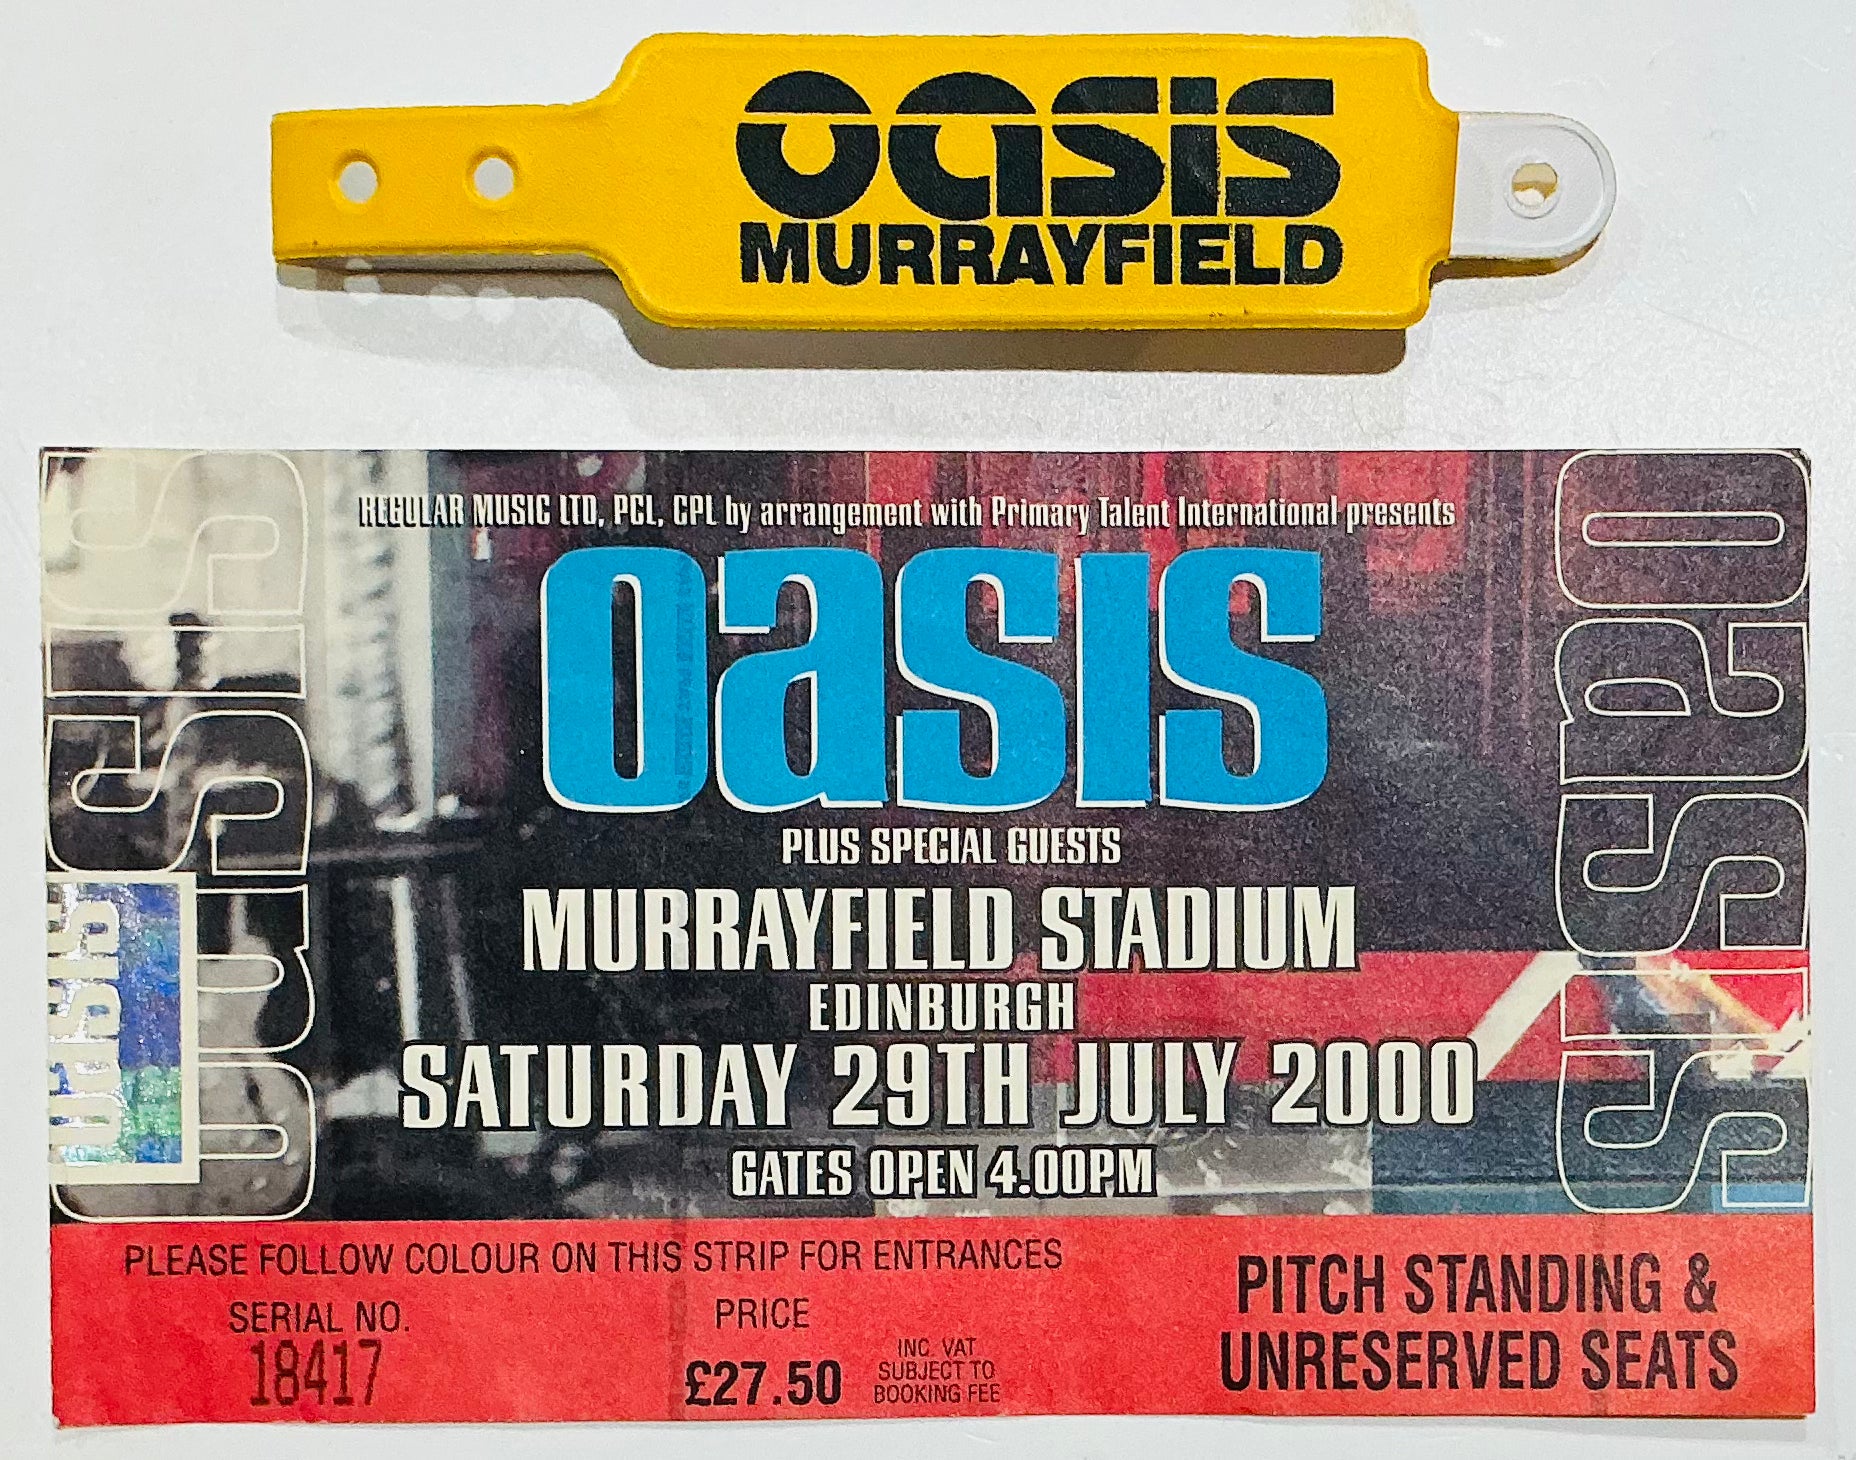 oasis
MURRAYFIELD
REGULAR MUSIC LTD, PCL, CPL by arrangement with Primary Talent International presents
oasis
PLUS SPECIAL GUESTS
MURRAYFIELD STADIUM
EDINBURGH
SATURDAY 29TH JULY 2000
GATES OPEN 4.00PM
oasis
oasis
oasis
PLEASE FOLLOW COLOUR ON THIS STRIP FOR ENTRANCES
SERIAL NO.
18417
PRICE
£27.50
INC. VAT
SUBJECT TO
BOOKING FEE
PITCH STANDING &
UNRESERVED SEATS